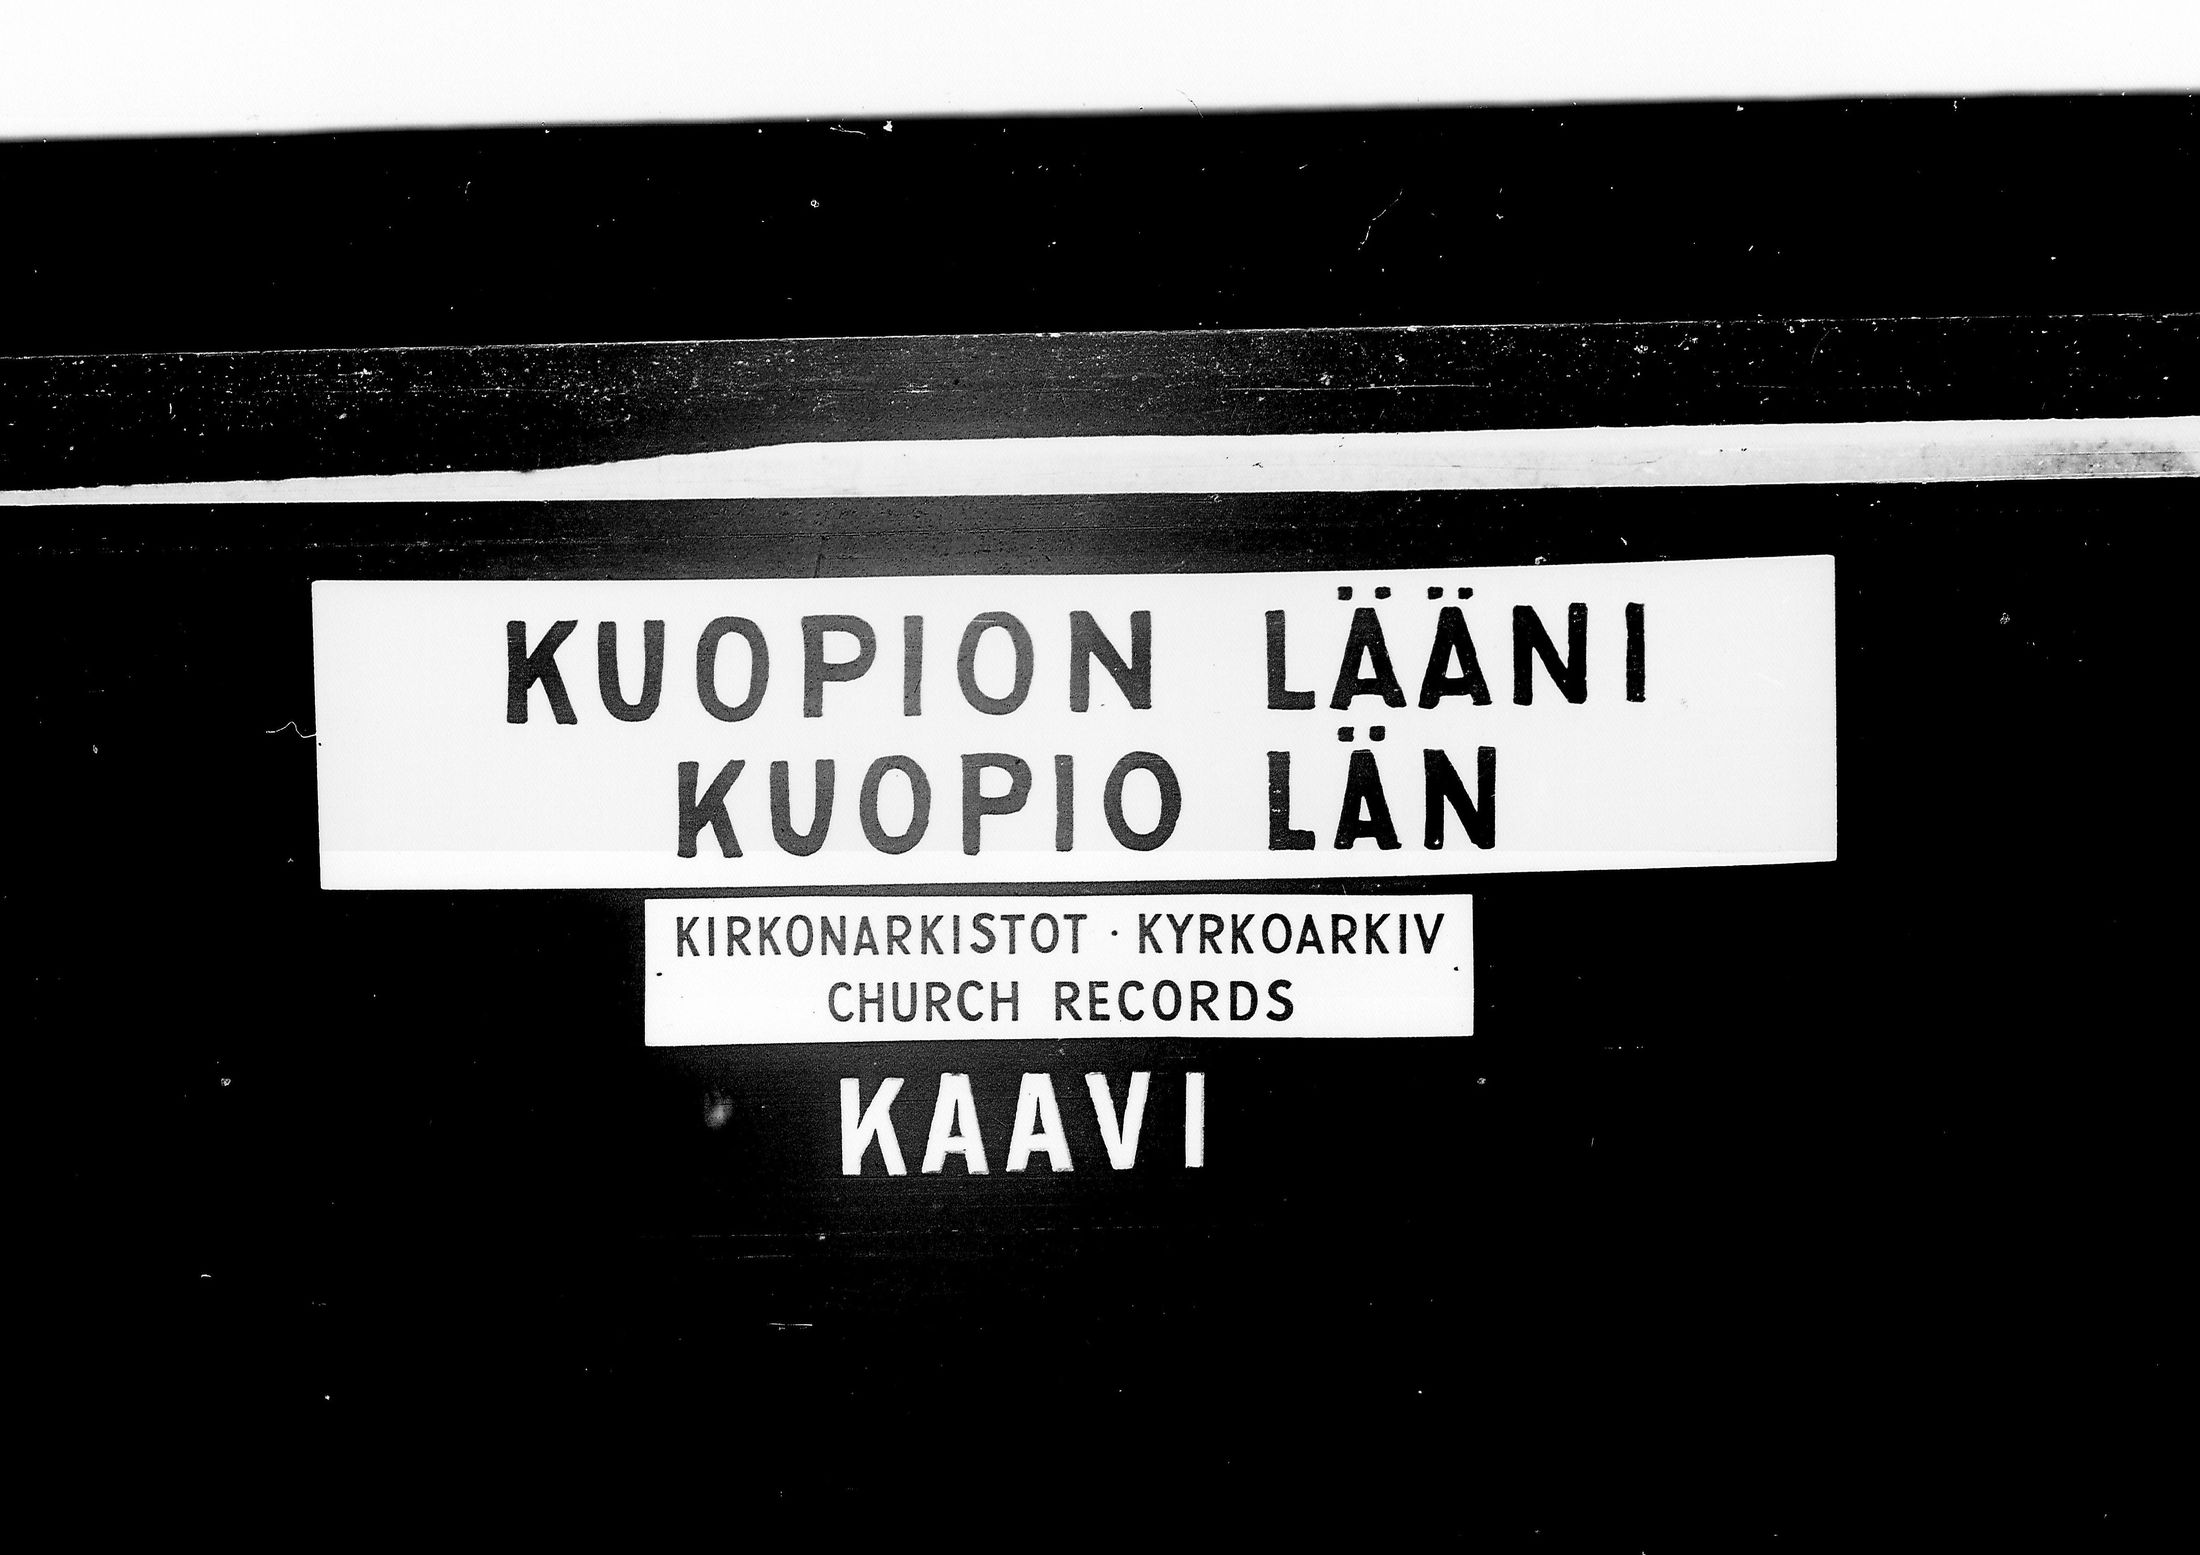 KUOPION LÄÄNI
KUOPIO LÄN
KIRKONARKISTOT · KYRKOARKIV
CHURCH RECORDS
KAAVI